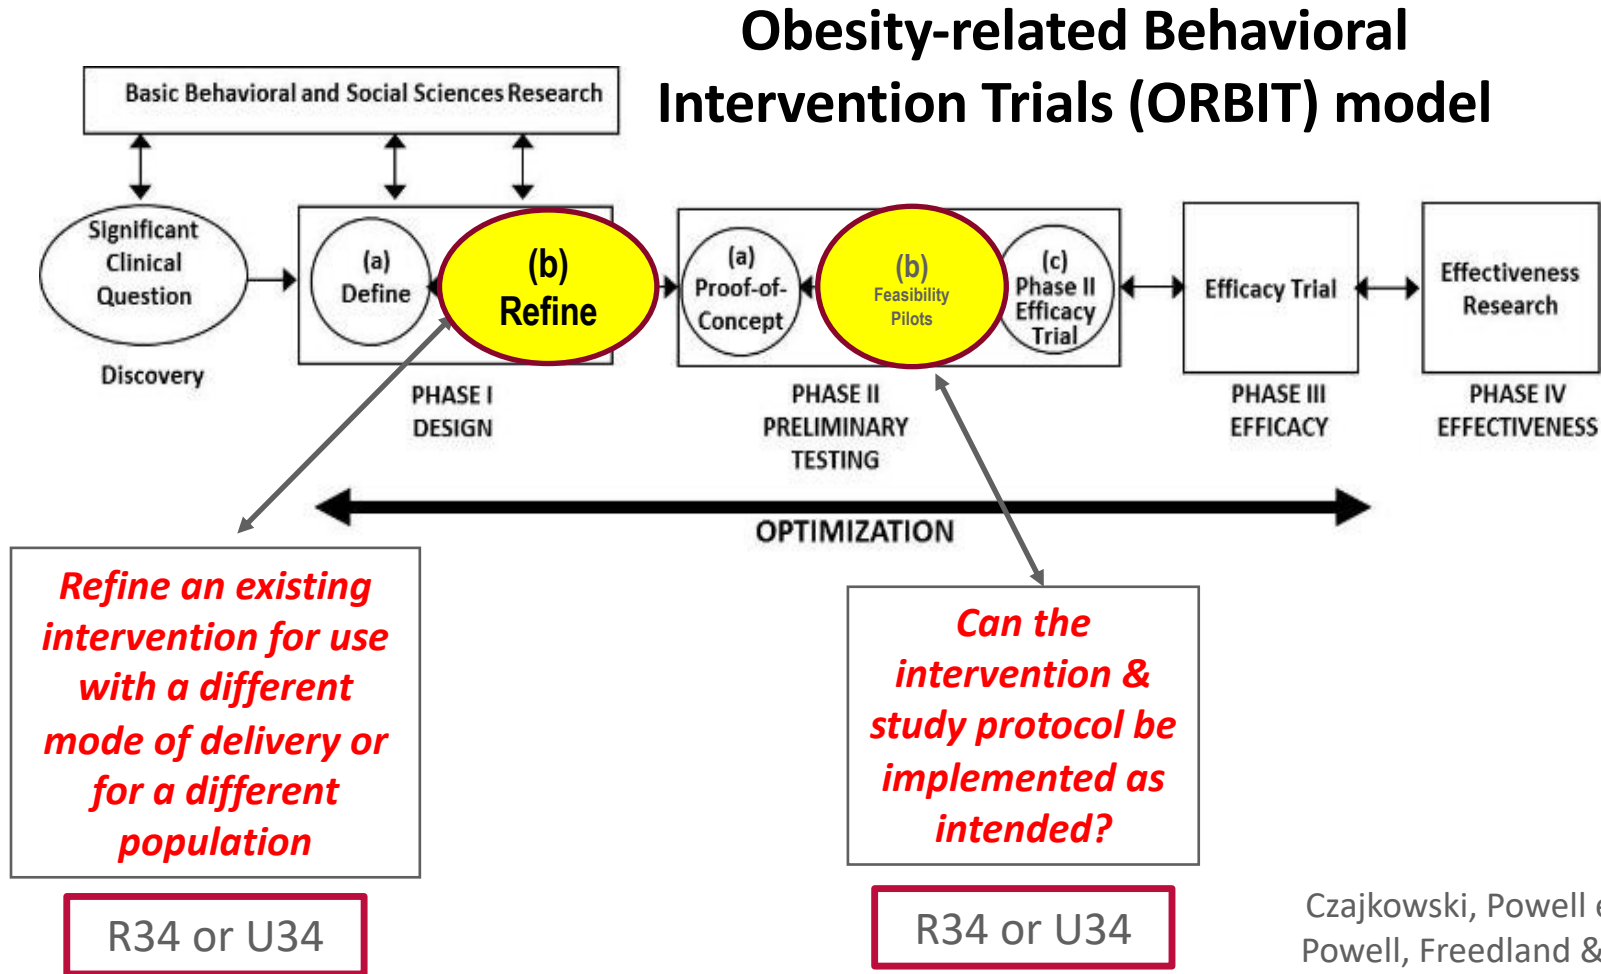 Obesity-related Behavioral
Intervention Trials (ORBIT) model
Basic Behavioral and Social Sciences Research
Significant
Clinical
Question
Discovery
(a)
Define
(b)
Refine
PHASE I
DESIGN
(a)
Proof-of-
Concept
(b)
Feasibility
Pilots
(c)
Phase II
Efficacy
Trial
PHASE II
PRELIMINARY
TESTING
Efficacy Trial
PHASE III
EFFICACY
Effectiveness
Research
PHASE IV
EFFECTIVENESS
OPTIMIZATION
Refine an existing
intervention for use
with a different
mode of delivery or
for a different
population
R34 or U34
Can the
intervention &
study protocol be
implemented as
intended?
R34 or U34
Czajkowski, Powell
Powell, Freedland &